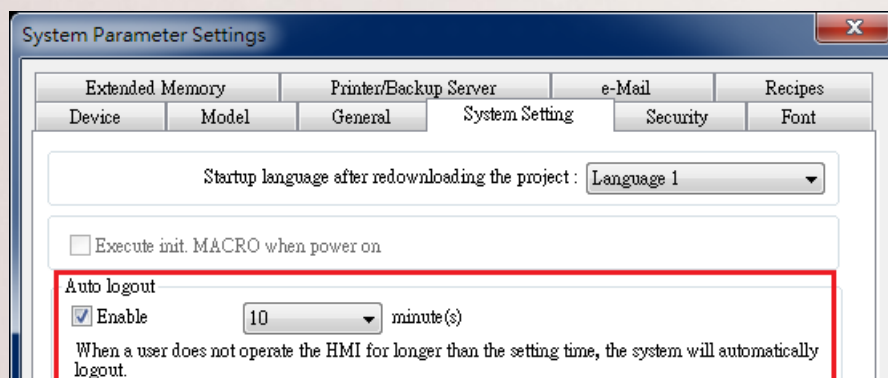 System Parameter Settings
Extended Memory Printer/Backup Server e-Mail Recipes
Device Model General System Setting Security Font
Startup language after redownloading the project : Language 1
Execute init. MACRO when power on
Auto logout
Enable 10 minute(s)
When a user does not operate the HMI for longer than the setting time, the system will automatically
logout.